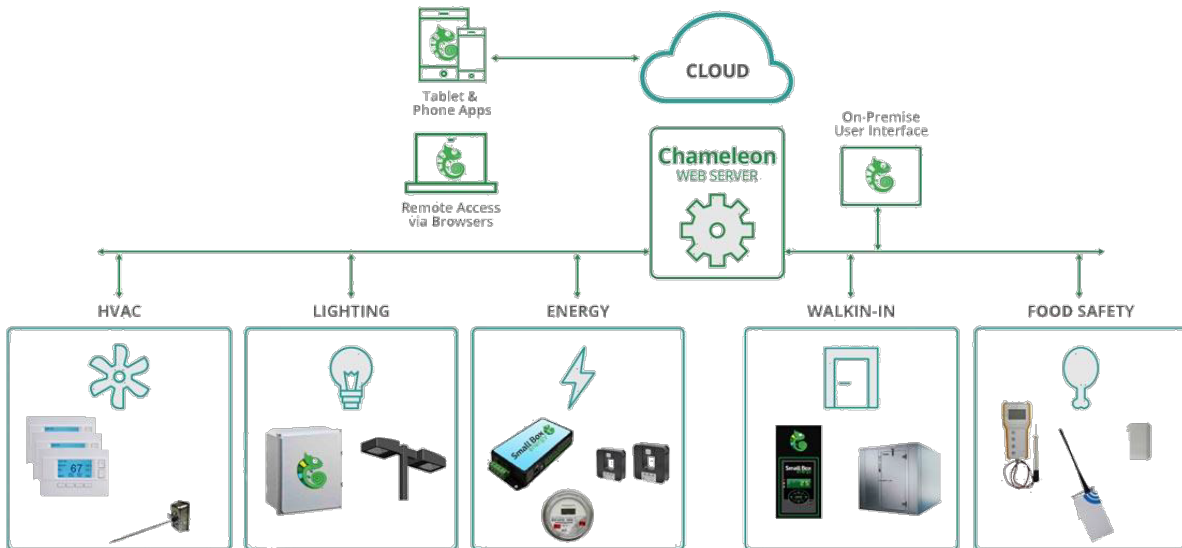 CLOUD
Tablet &
Phone Apps
On-Premise
User Interface
Chameleon
WEB SERVER
Remote Access
via Browsers
HVAC
LIGHTING
ENERGY
WALKIN-IN
FOOD SAFETY
67
Small Box
Small Box